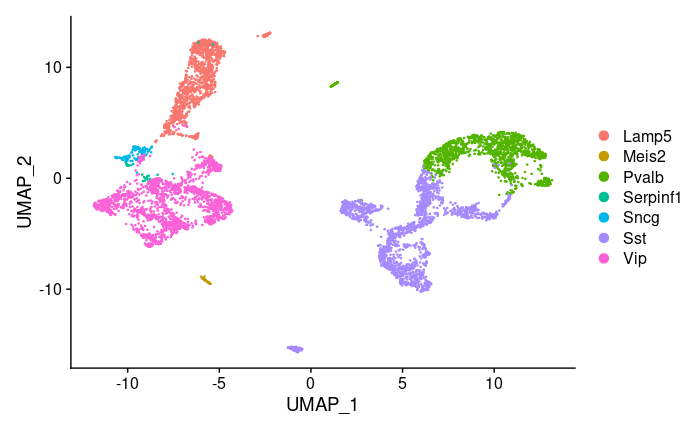 10
0
-10
UMAP_2
-10
-5
0
5
10
UMAP_1
Lamp5
Meis2
Pvalb
Serpinf1
Sncg
Sst
Vip